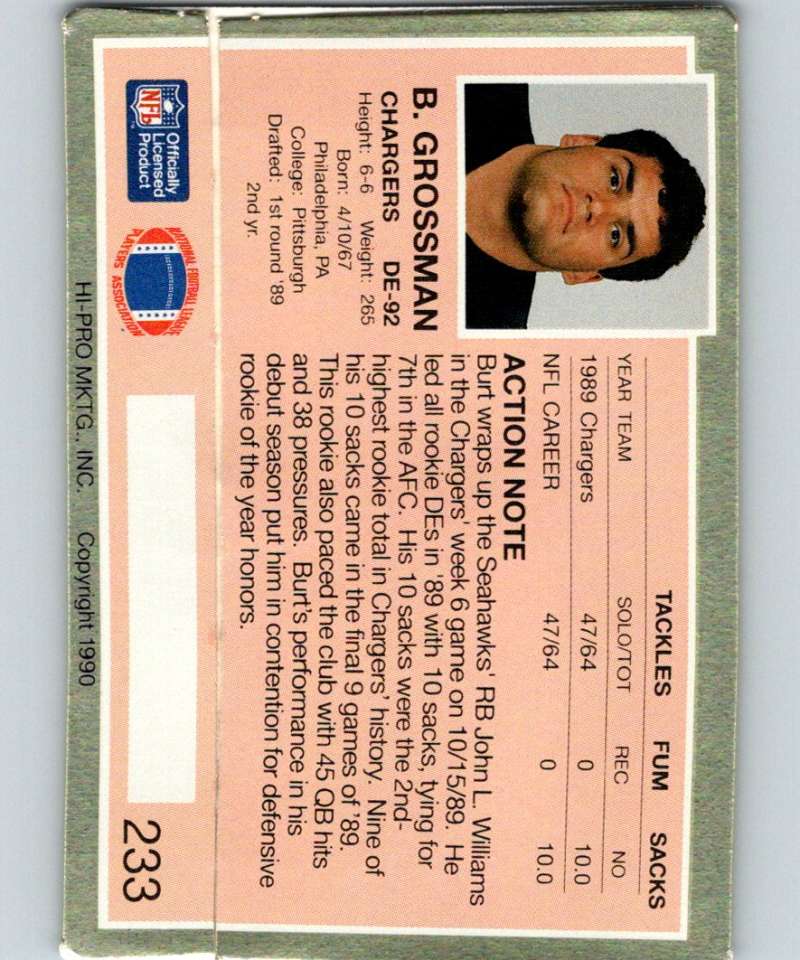 TACKLES FUM SACKS
YEAR TEAM SOLO/TOT REC NO
1989 Chargers 47/64 0 10.0
NFL CAREER 47/64 0 10.0
B. GROSSMAN
CHARGERS DE-92
Height: 6-6 Weight: 265
Born: 4/10/67
Philadelphia, PA
College: Pittsburgh
Drafted: 1st round '89
2nd yr.
ACTION NOTE
Burt wraps up the Seahawks' RB John L. Williams
in the Chargers' week 6 game on 10/15/89. He
led all rookie DEs in '89 with 10 sacks, tying for
7th in the AFC. His 10 sacks were the 2nd-
highest rookie total in Chargers' history. Nine of
his 10 sacks came in the final 9 games of '89.
This rookie also paced the club with 45 QB hits
and 38 pressures. Burt's performance in his
debut season put him in contention for defensive
rookie of the year honors.
NFL
Officially
Licensed
Product
NATIONAL FOOTBALL LEAGUE
PLAYERS ASSOCIATION
233
HI-PRO MKTG., INC. Copyright 1990